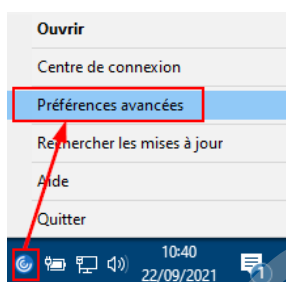 Ouvrir
Centre de connexion
Préférences avancées
Rechercher les mises à jour
Aide
Quitter
10:40
22/09/2021
1